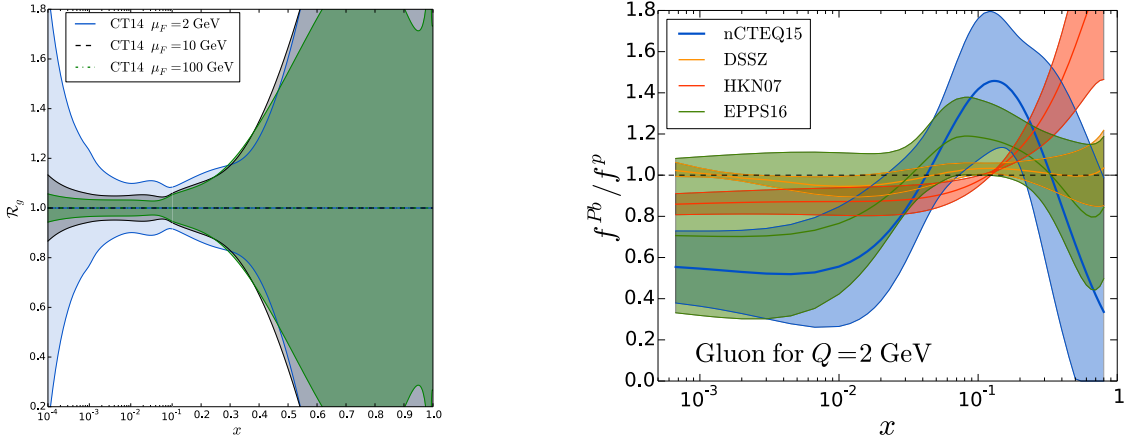 1.8
1.6
1.4
1.2
1.0
0.8
0.6
0.4
0.2
R_g
CT14 μ_F = 2 GeV
CT14 μ_F = 10 GeV
CT14 μ_F = 100 GeV
10^-4 10^-3 10^-2 10^-1 0.2 0.3 0.4 0.5 0.6 0.7 0.8 0.9 1.0
x
1.8
1.6
1.4
1.2
1.0
0.8
0.6
0.4
0.2
0.0
f^Pb / f^p
nCTEQ15
DSSZ
HKN07
EPPS16
Gluon for Q = 2 GeV
10^-3 10^-2 10^-1 1
x